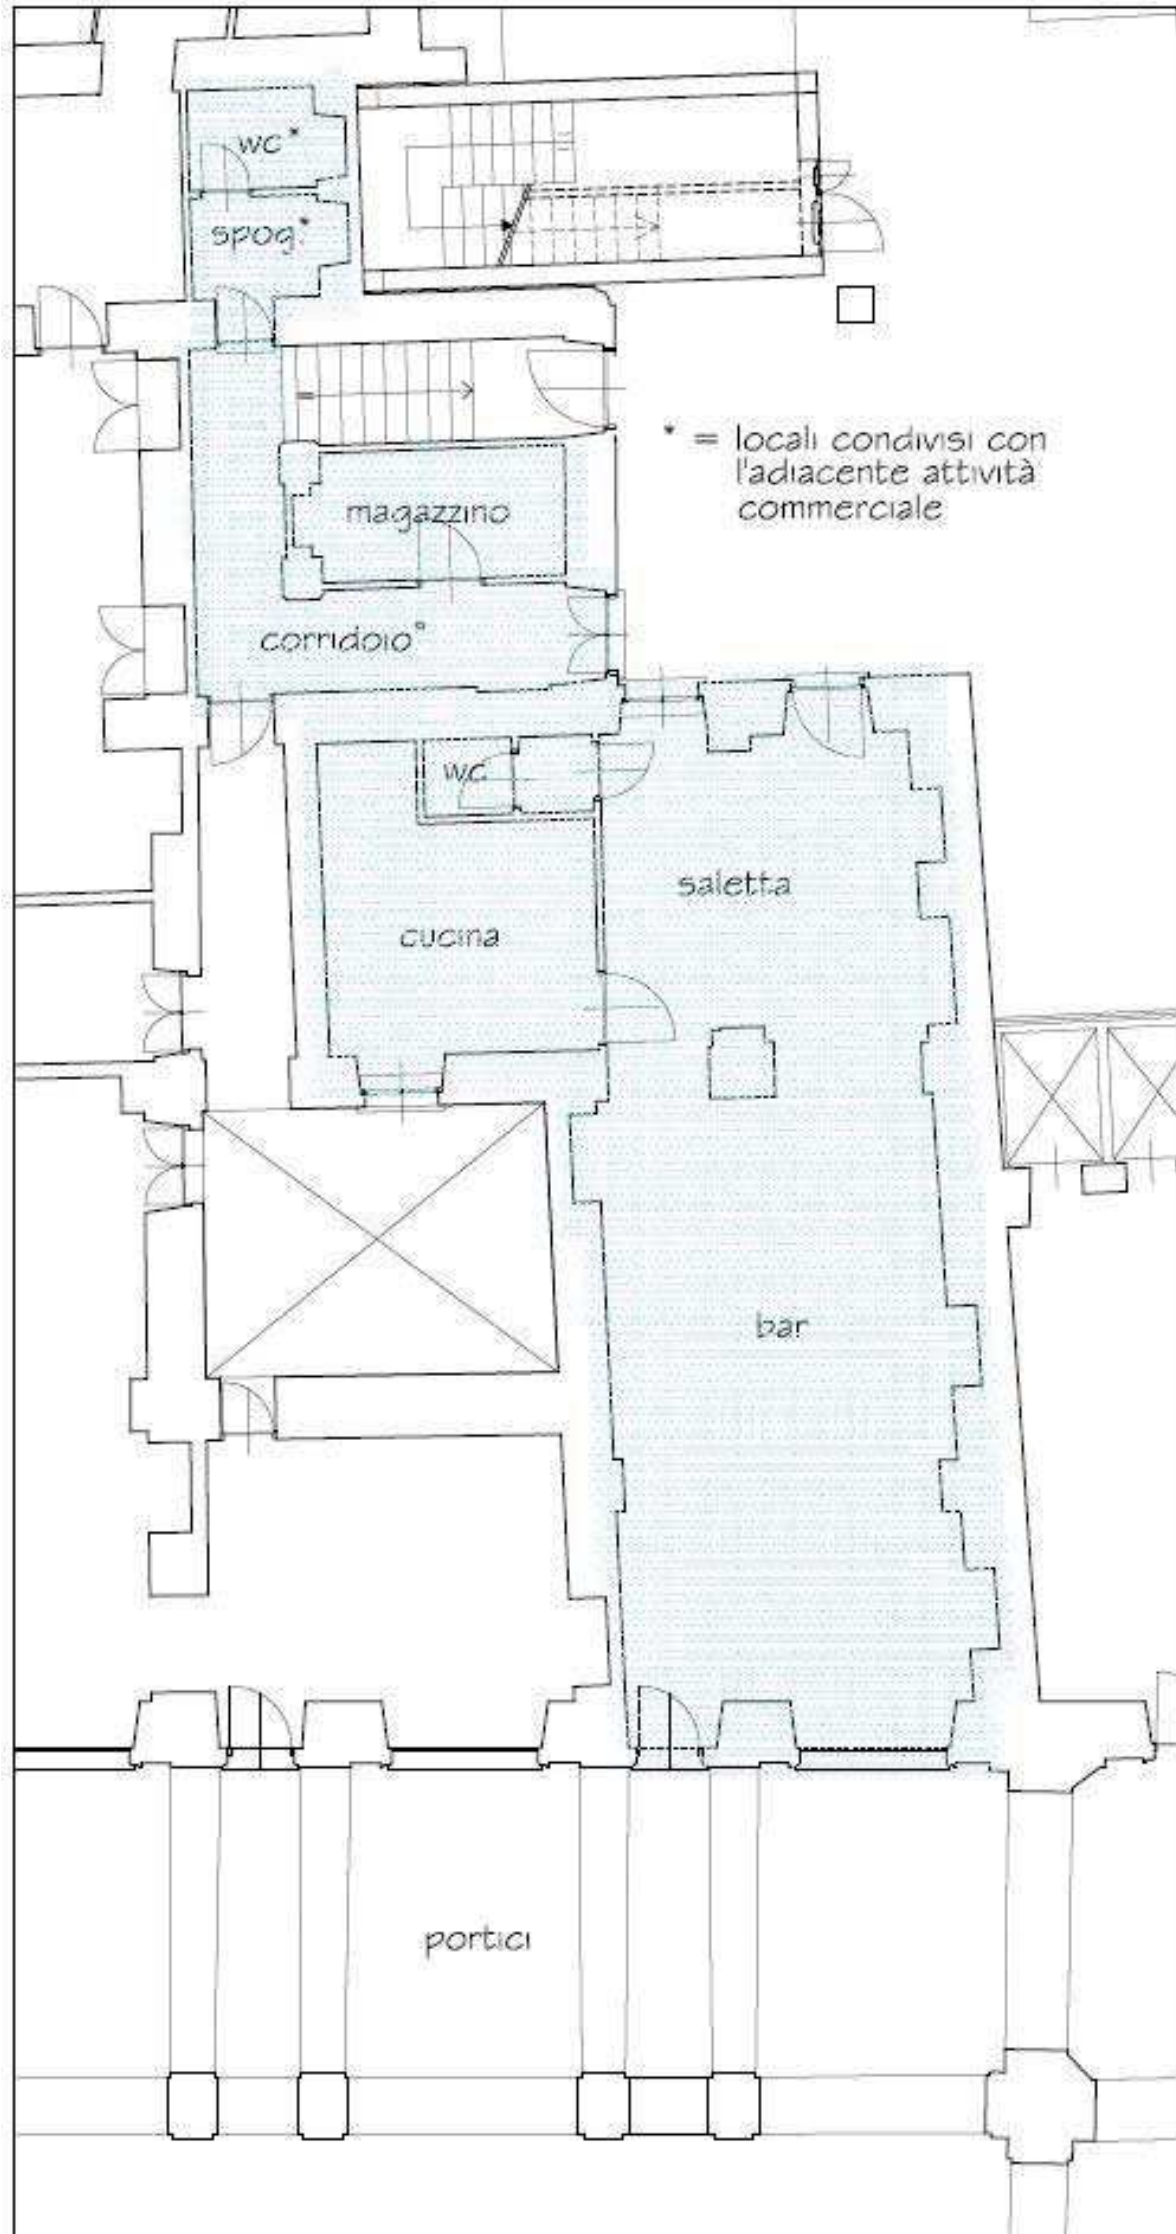 wc*
spog.*
* = locali condivisi con
l'adiacente attività
commerciale
magazzino
corridoio*
wc
saletta
cucina
bar
portici